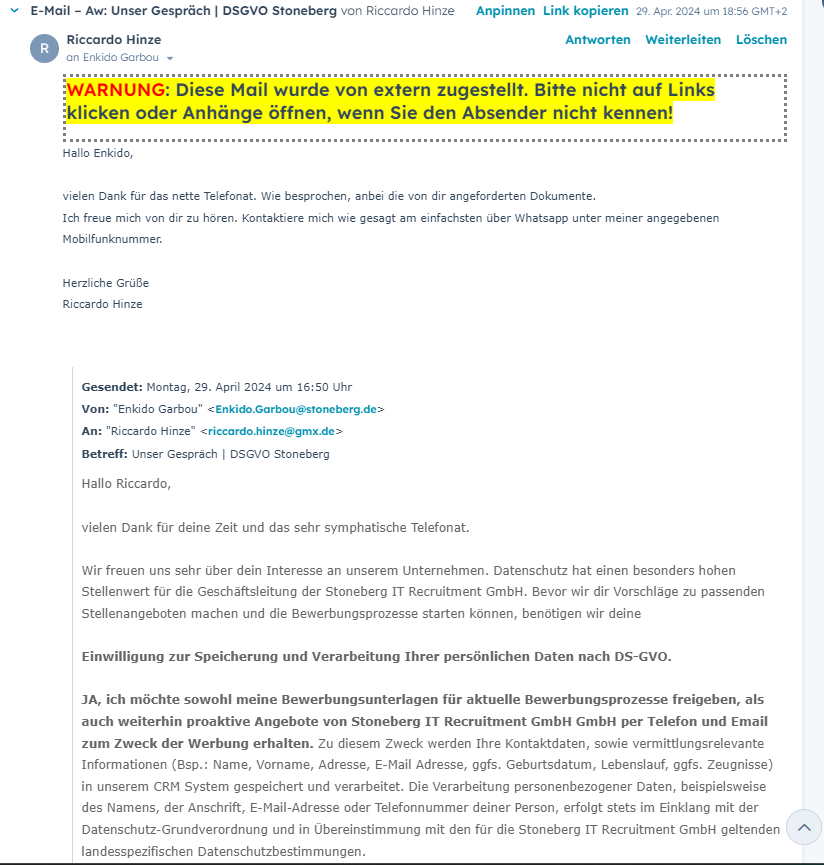 E-Mail – Aw: Unser Gespräch | DSGVO Stoneberg von Riccardo Hinze Anpinnen Link kopieren 29. Apr. 2024 um 18:56 GMT+2
R
Riccardo Hinze Antworten Weiterleiten Löschen
an Enkido Garbou
WARNUNG: Diese Mail wurde von extern zugestellt. Bitte nicht auf Links
klicken oder Anhänge öffnen, wenn Sie den Absender nicht kennen!
Hallo Enkido,
vielen Dank für das nette Telefonat. Wie besprochen, anbei die von dir angeforderten Dokumente.
Ich freue mich von dir zu hören. Kontaktiere mich wie gesagt am einfachsten über Whatsapp unter meiner angegebenen
Mobilfunknummer.
Herzliche Grüße
Riccardo Hinze
Gesendet: Montag, 29. April 2024 um 16:50 Uhr
Von: "Enkido Garbou" <Enkido.Garbou@stoneberg.de>
An: "Riccardo Hinze" <riccardo.hinze@gmx.de>
Betreff: Unser Gespräch | DSGVO Stoneberg
Hallo Riccardo,
vielen Dank für deine Zeit und das sehr symphatische Telefonat.
Wir freuen uns sehr über dein Interesse an unserem Unternehmen. Datenschutz hat einen besonders hohen
Stellenwert für die Geschäftsleitung der Stoneberg IT Recruitment GmbH. Bevor wir dir Vorschläge zu passenden
Stellenangeboten machen und die Bewerbungsprozesse starten können, benötigen wir deine
Einwilligung zur Speicherung und Verarbeitung Ihrer persönlichen Daten nach DS-GVO.
JA, ich möchte sowohl meine Bewerbungsunterlagen für aktuelle Bewerbungsprozesse freigeben, als
auch weiterhin proaktive Angebote von Stoneberg IT Recruitment GmbH GmbH per Telefon und Email
zum Zweck der Werbung erhalten. Zu diesem Zweck werden Ihre Kontaktdaten, sowie vermittlungsrelevante
Informationen (Bsp.: Name, Vorname, Adresse, E-Mail Adresse, ggfs. Geburtsdatum, Lebenslauf, ggfs. Zeugnisse)
in unserem CRM System gespeichert und verarbeitet. Die Verarbeitung personenbezogener Daten, beispielsweise
des Namens, der Anschrift, E-Mail-Adresse oder Telefonnummer deiner Person, erfolgt stets im Einklang mit der
Datenschutz-Grundverordnung und in Übereinstimmung mit den für die Stoneberg IT Recruitment GmbH geltenden
landesspezifischen Datenschutzbestimmungen.